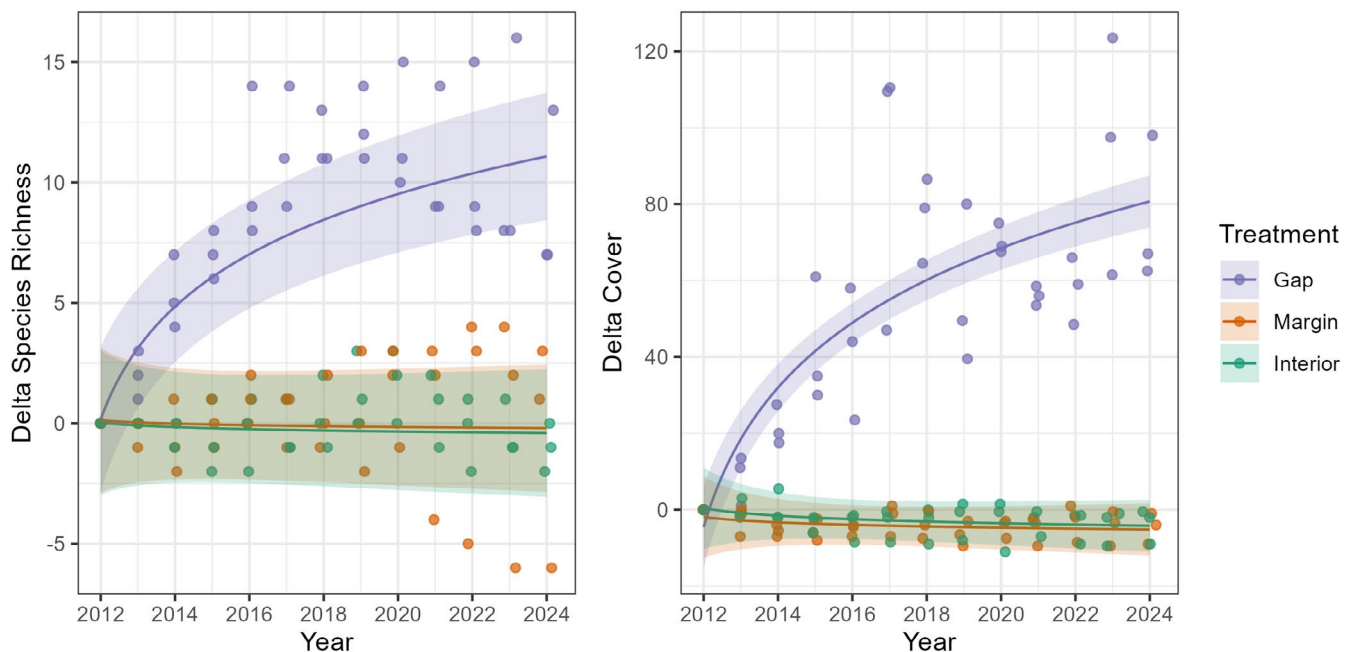 Delta Species Richness
15
10
5
0
-5
2012 2014 2016 2018 2020 2022 2024
Year
Delta Cover
120
80
40
0
2012 2014 2016 2018 2020 2022 2024
Year
Treatment
Gap
Margin
Interior